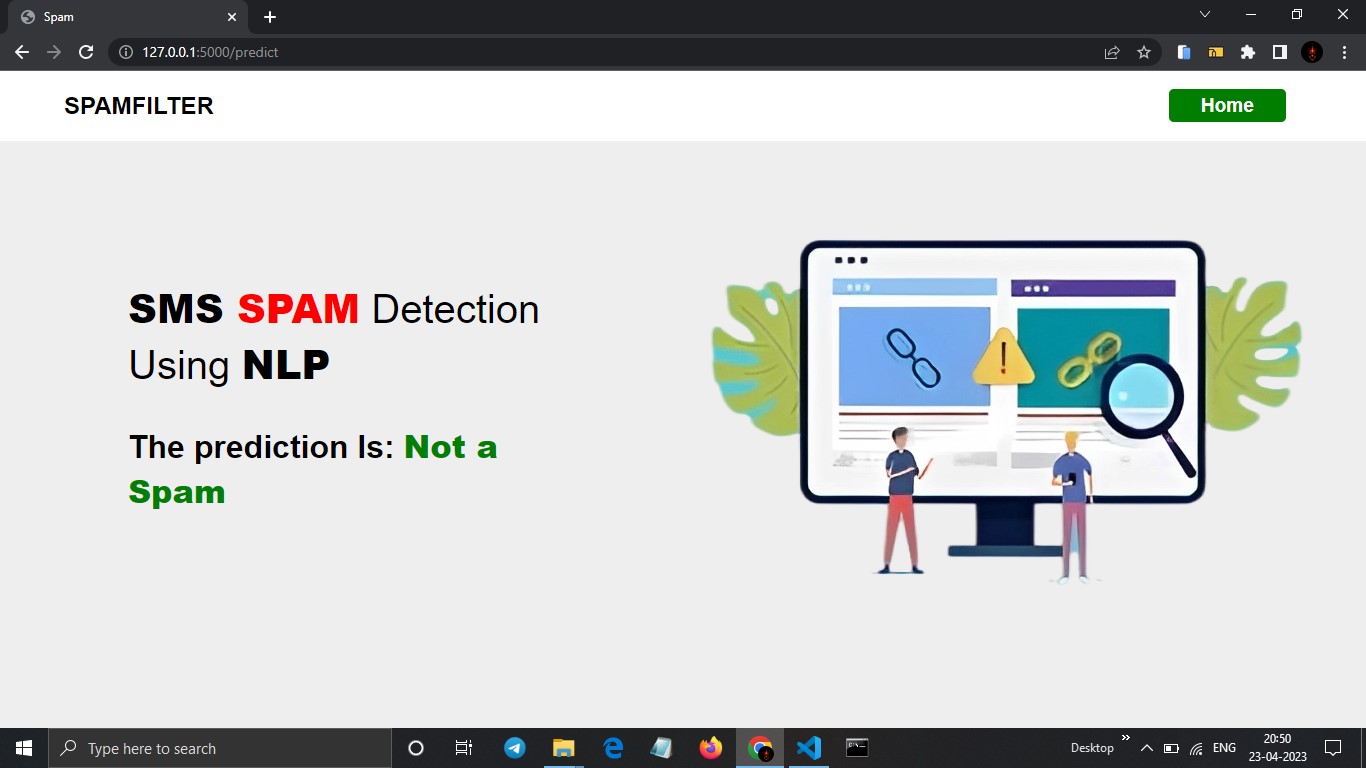 Spam
127.0.0.1:5000/predict
SPAMFILTER
Home
SMS SPAM Detection
Using NLP
The prediction Is: Not a
Spam
Type here to search
Desktop
ENG
20:50
23-04-2023